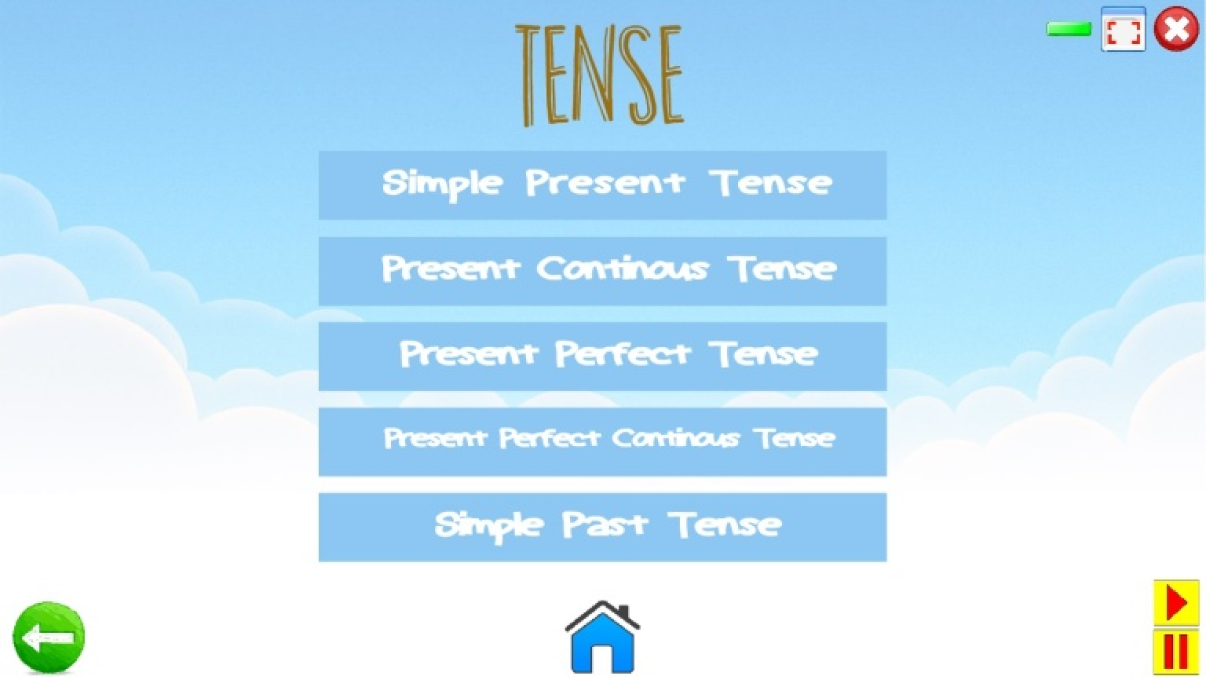 TENSE
Simple Present Tense
Present Continous Tense
Present Perfect Tense
Present Perfect Continous Tense
Simple Past Tense